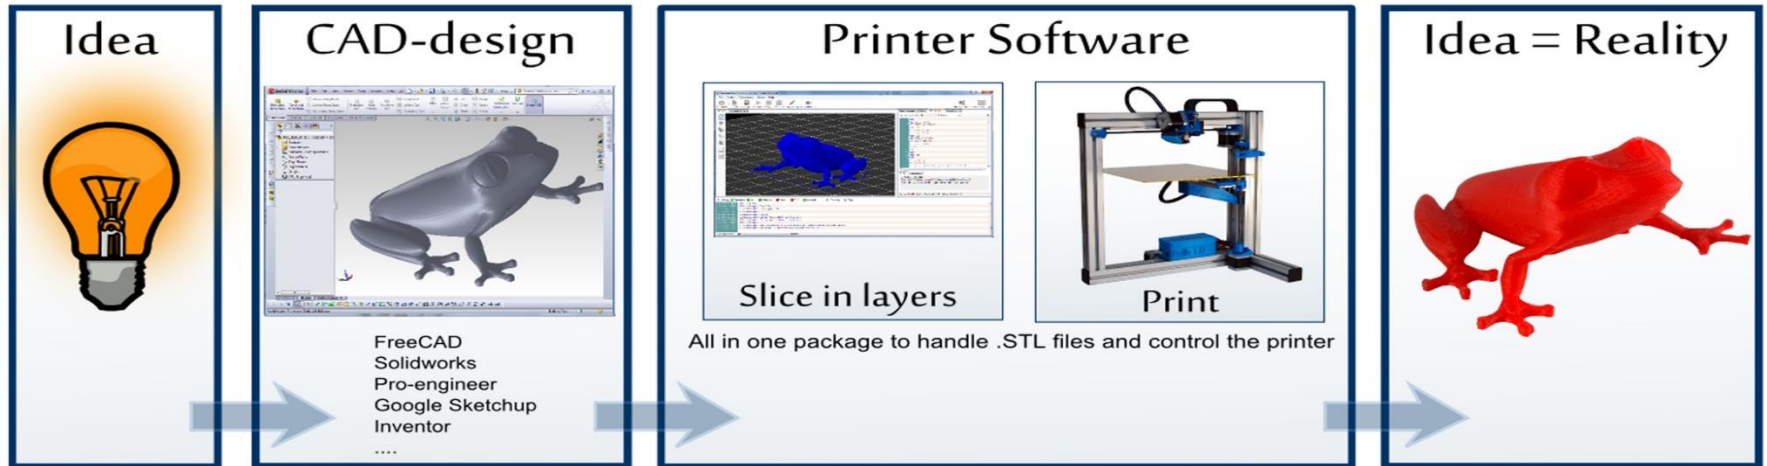 Idea
CAD-design
FreeCAD
Solidworks
Pro-engineer
Google Sketchup
Inventor
....
Printer Software
Slice in layers
Print
All in one package to handle .STL files and control the printer
Idea = Reality